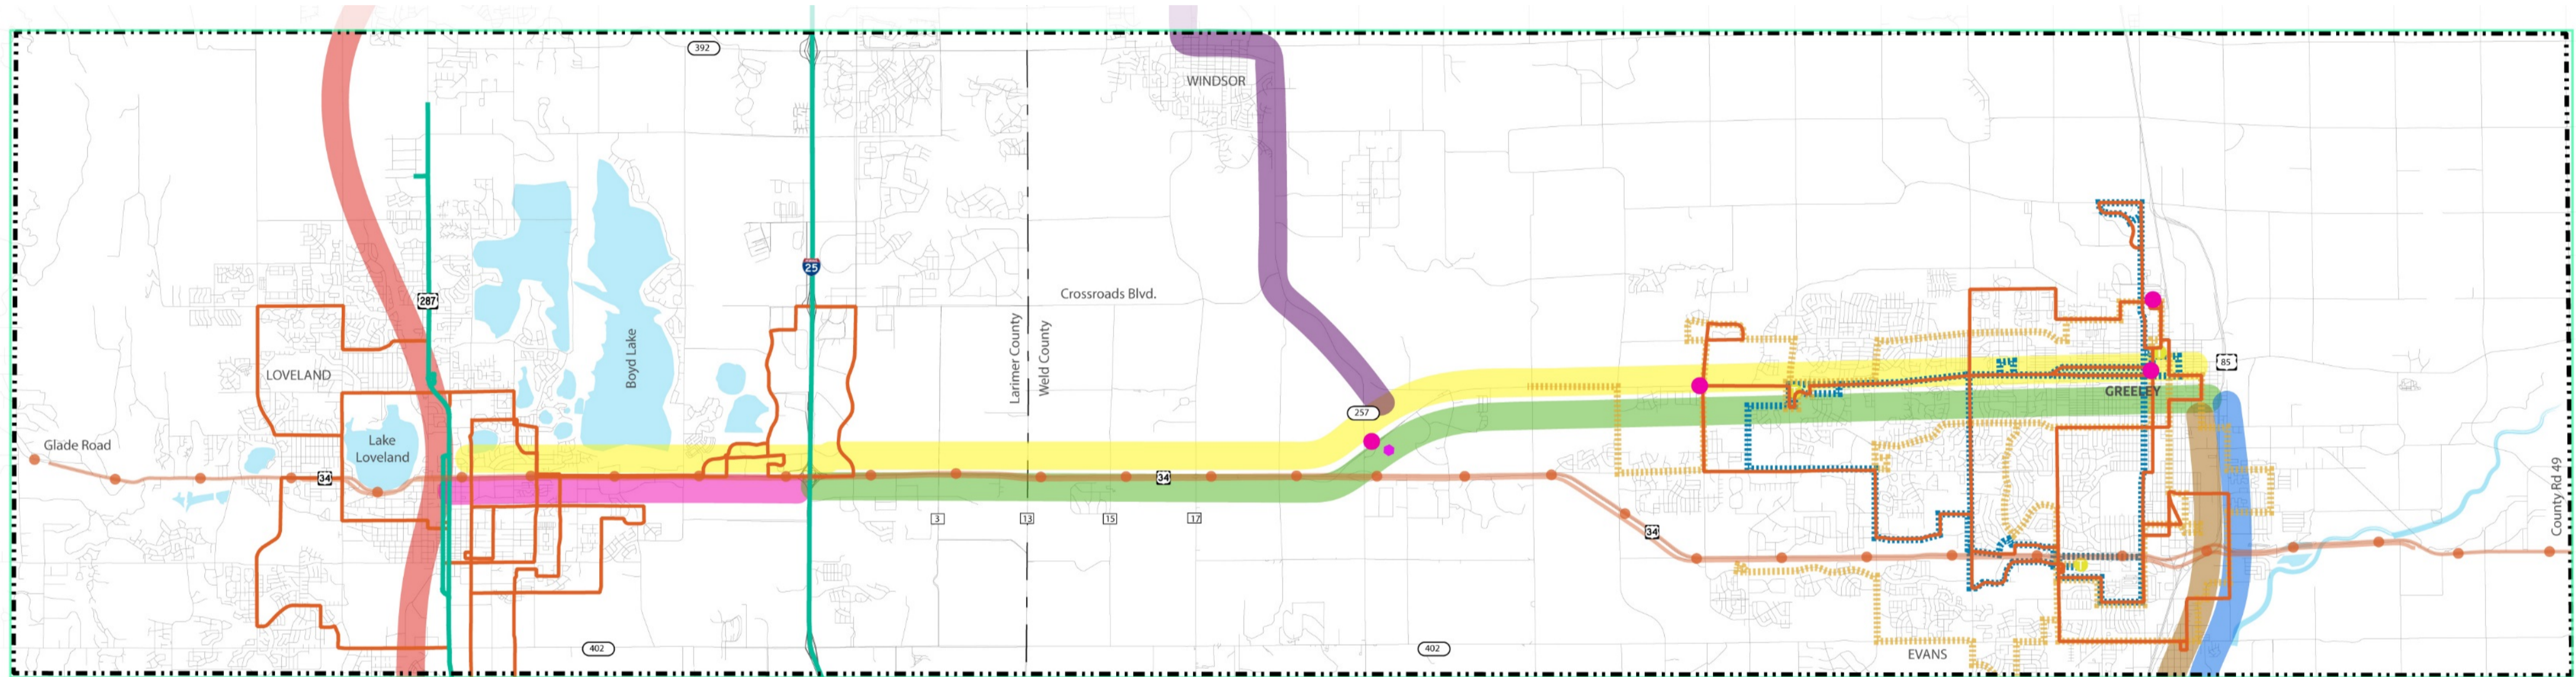 392
WINDSOR
25
Crossroads Blvd.
287
Larimer County
Weld County
Boyd Lake
LOVELAND
85
GREELEY
257
Lake
Loveland
Glade Road
34
34
County Rd 49
3
13
15
17
34
402
402
EVANS